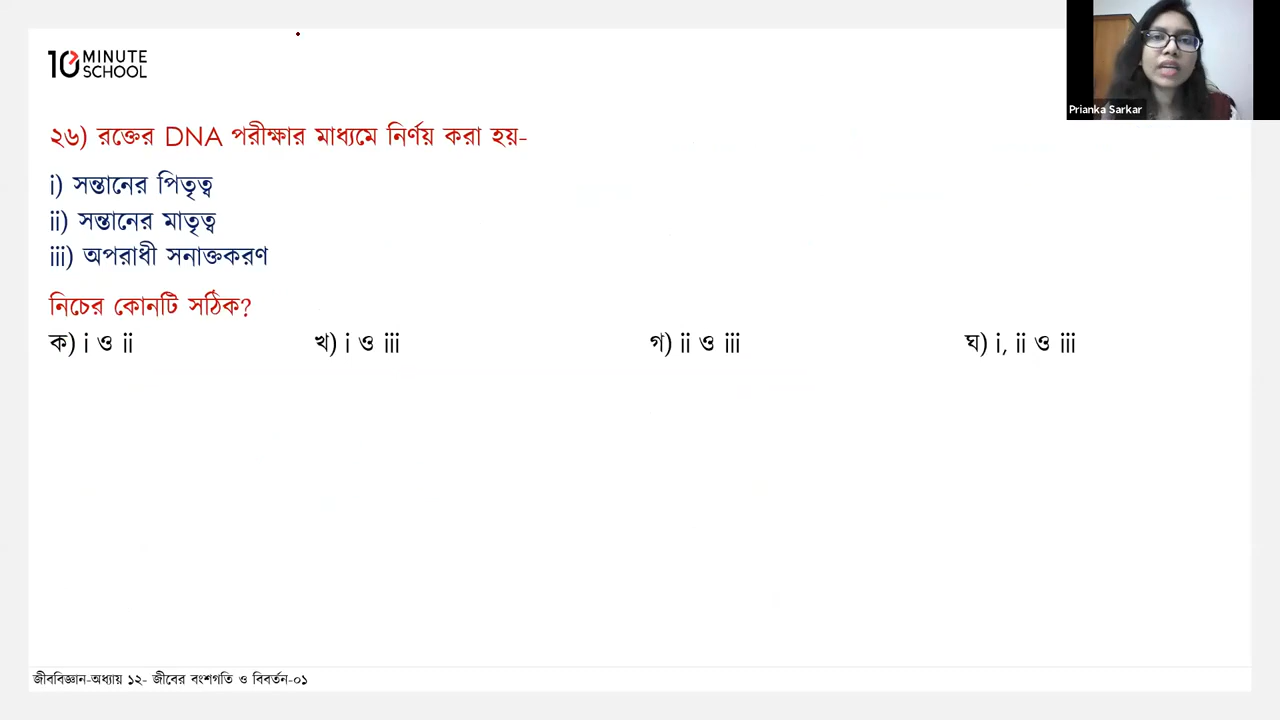 10 MINUTE
SCHOOL
Prianka Sarkar
২৬) রক্তের DNA পরীক্ষার মাধ্যমে নির্ণয় করা হয়-
i) সন্তানের পিতৃত্ব
ii) সন্তানের মাতৃত্ব
iii) অপরাধী সনাক্তকরণ
নিচের কোনটি সঠিক?
ক) i ও ii খ) i ও iii গ) ii ও iii ঘ) i, ii ও iii
জীববিজ্ঞান-অধ্যায় ১২- জীবের বংশগতি ও বিবর্তন-০১